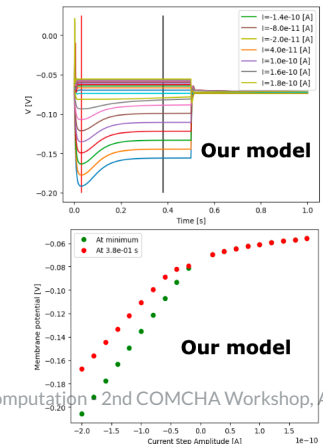 0.00
−0.05
−0.10
−0.15
−0.20
V [V]
I=-1.4e-10 [A]
I=-8.0e-11 [A]
I=-2.0e-11 [A]
I=4.0e-11 [A]
I=1.0e-10 [A]
I=1.6e-10 [A]
I=1.8e-10 [A]
Our model
0.0 0.2 0.4 0.6 0.8 1.0
Time [s]
At minimum
At 3.8e-01 s
−0.06
−0.08
−0.10
−0.12
−0.14
−0.16
−0.18
−0.20
Membrane potential [V]
Our model
mputation 2nd COMCHA Workshop, A
−2.0 −1.5 −1.0 −0.5 0.0 0.5 1.0 1.5
Current Step Amplitude [A] 1e−10